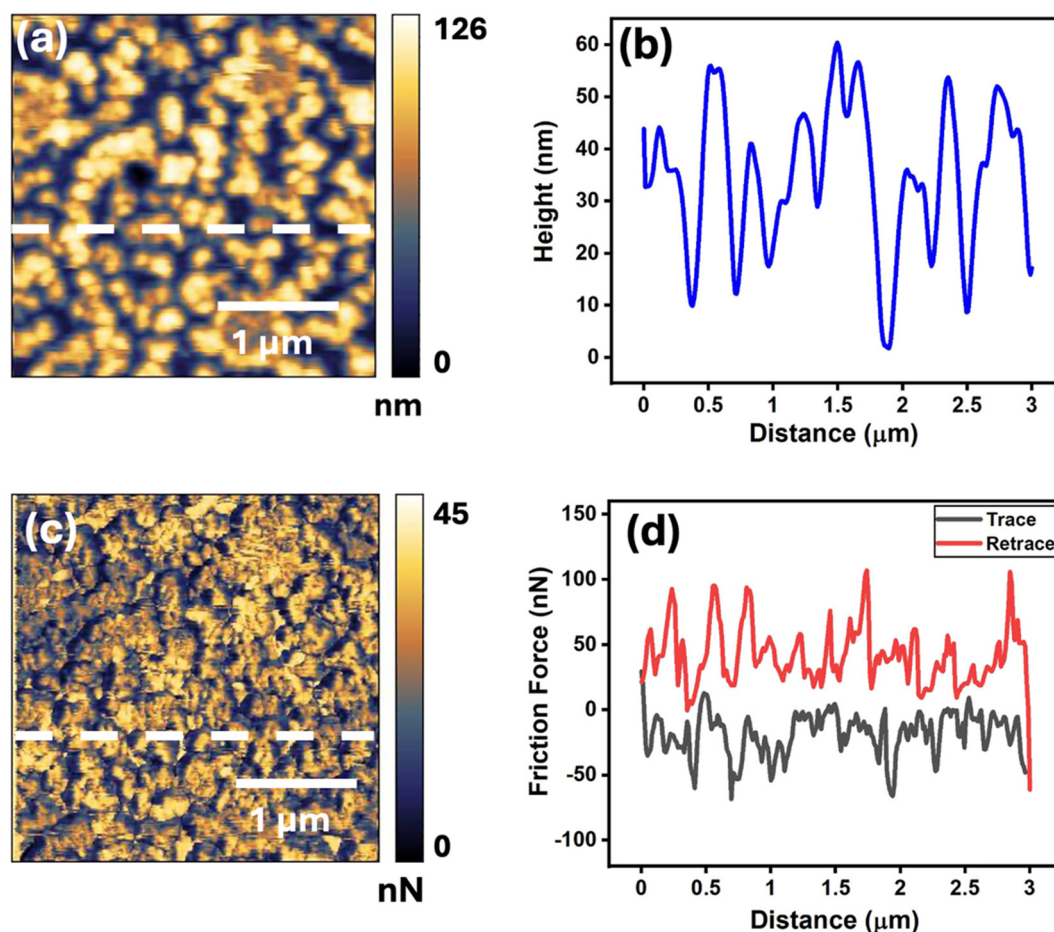 (a)
126
0
nm
1 μm
(b)
Height (nm)
60
50
40
30
20
10
0
0 0.5 1 1.5 2 2.5 3
Distance (μm)
(c)
45
0
nN
1 μm
(d)
Trace
Retrace
Friction Force (nN)
150
100
50
0
-50
-100
0 0.5 1 1.5 2 2.5 3
Distance (μm)